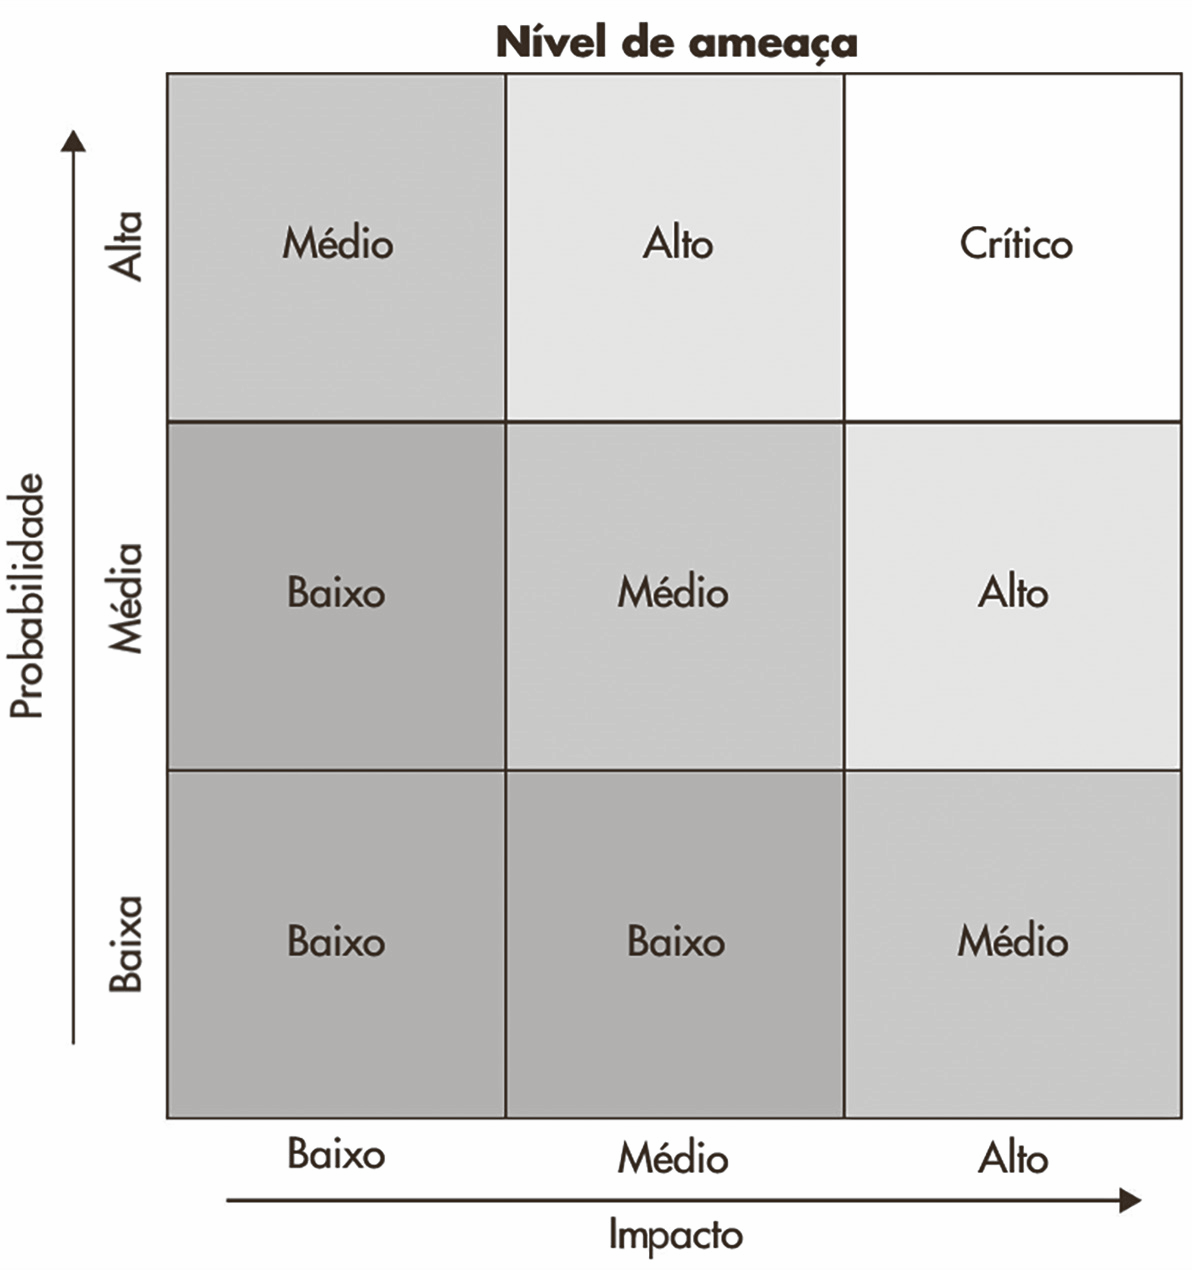 Nível de ameaça
Probabilidade
Alta
Médio
Alto
Crítico
Média
Baixo
Médio
Alto
Baixa
Baixo
Baixo
Médio
Baixo
Médio
Alto
Impacto